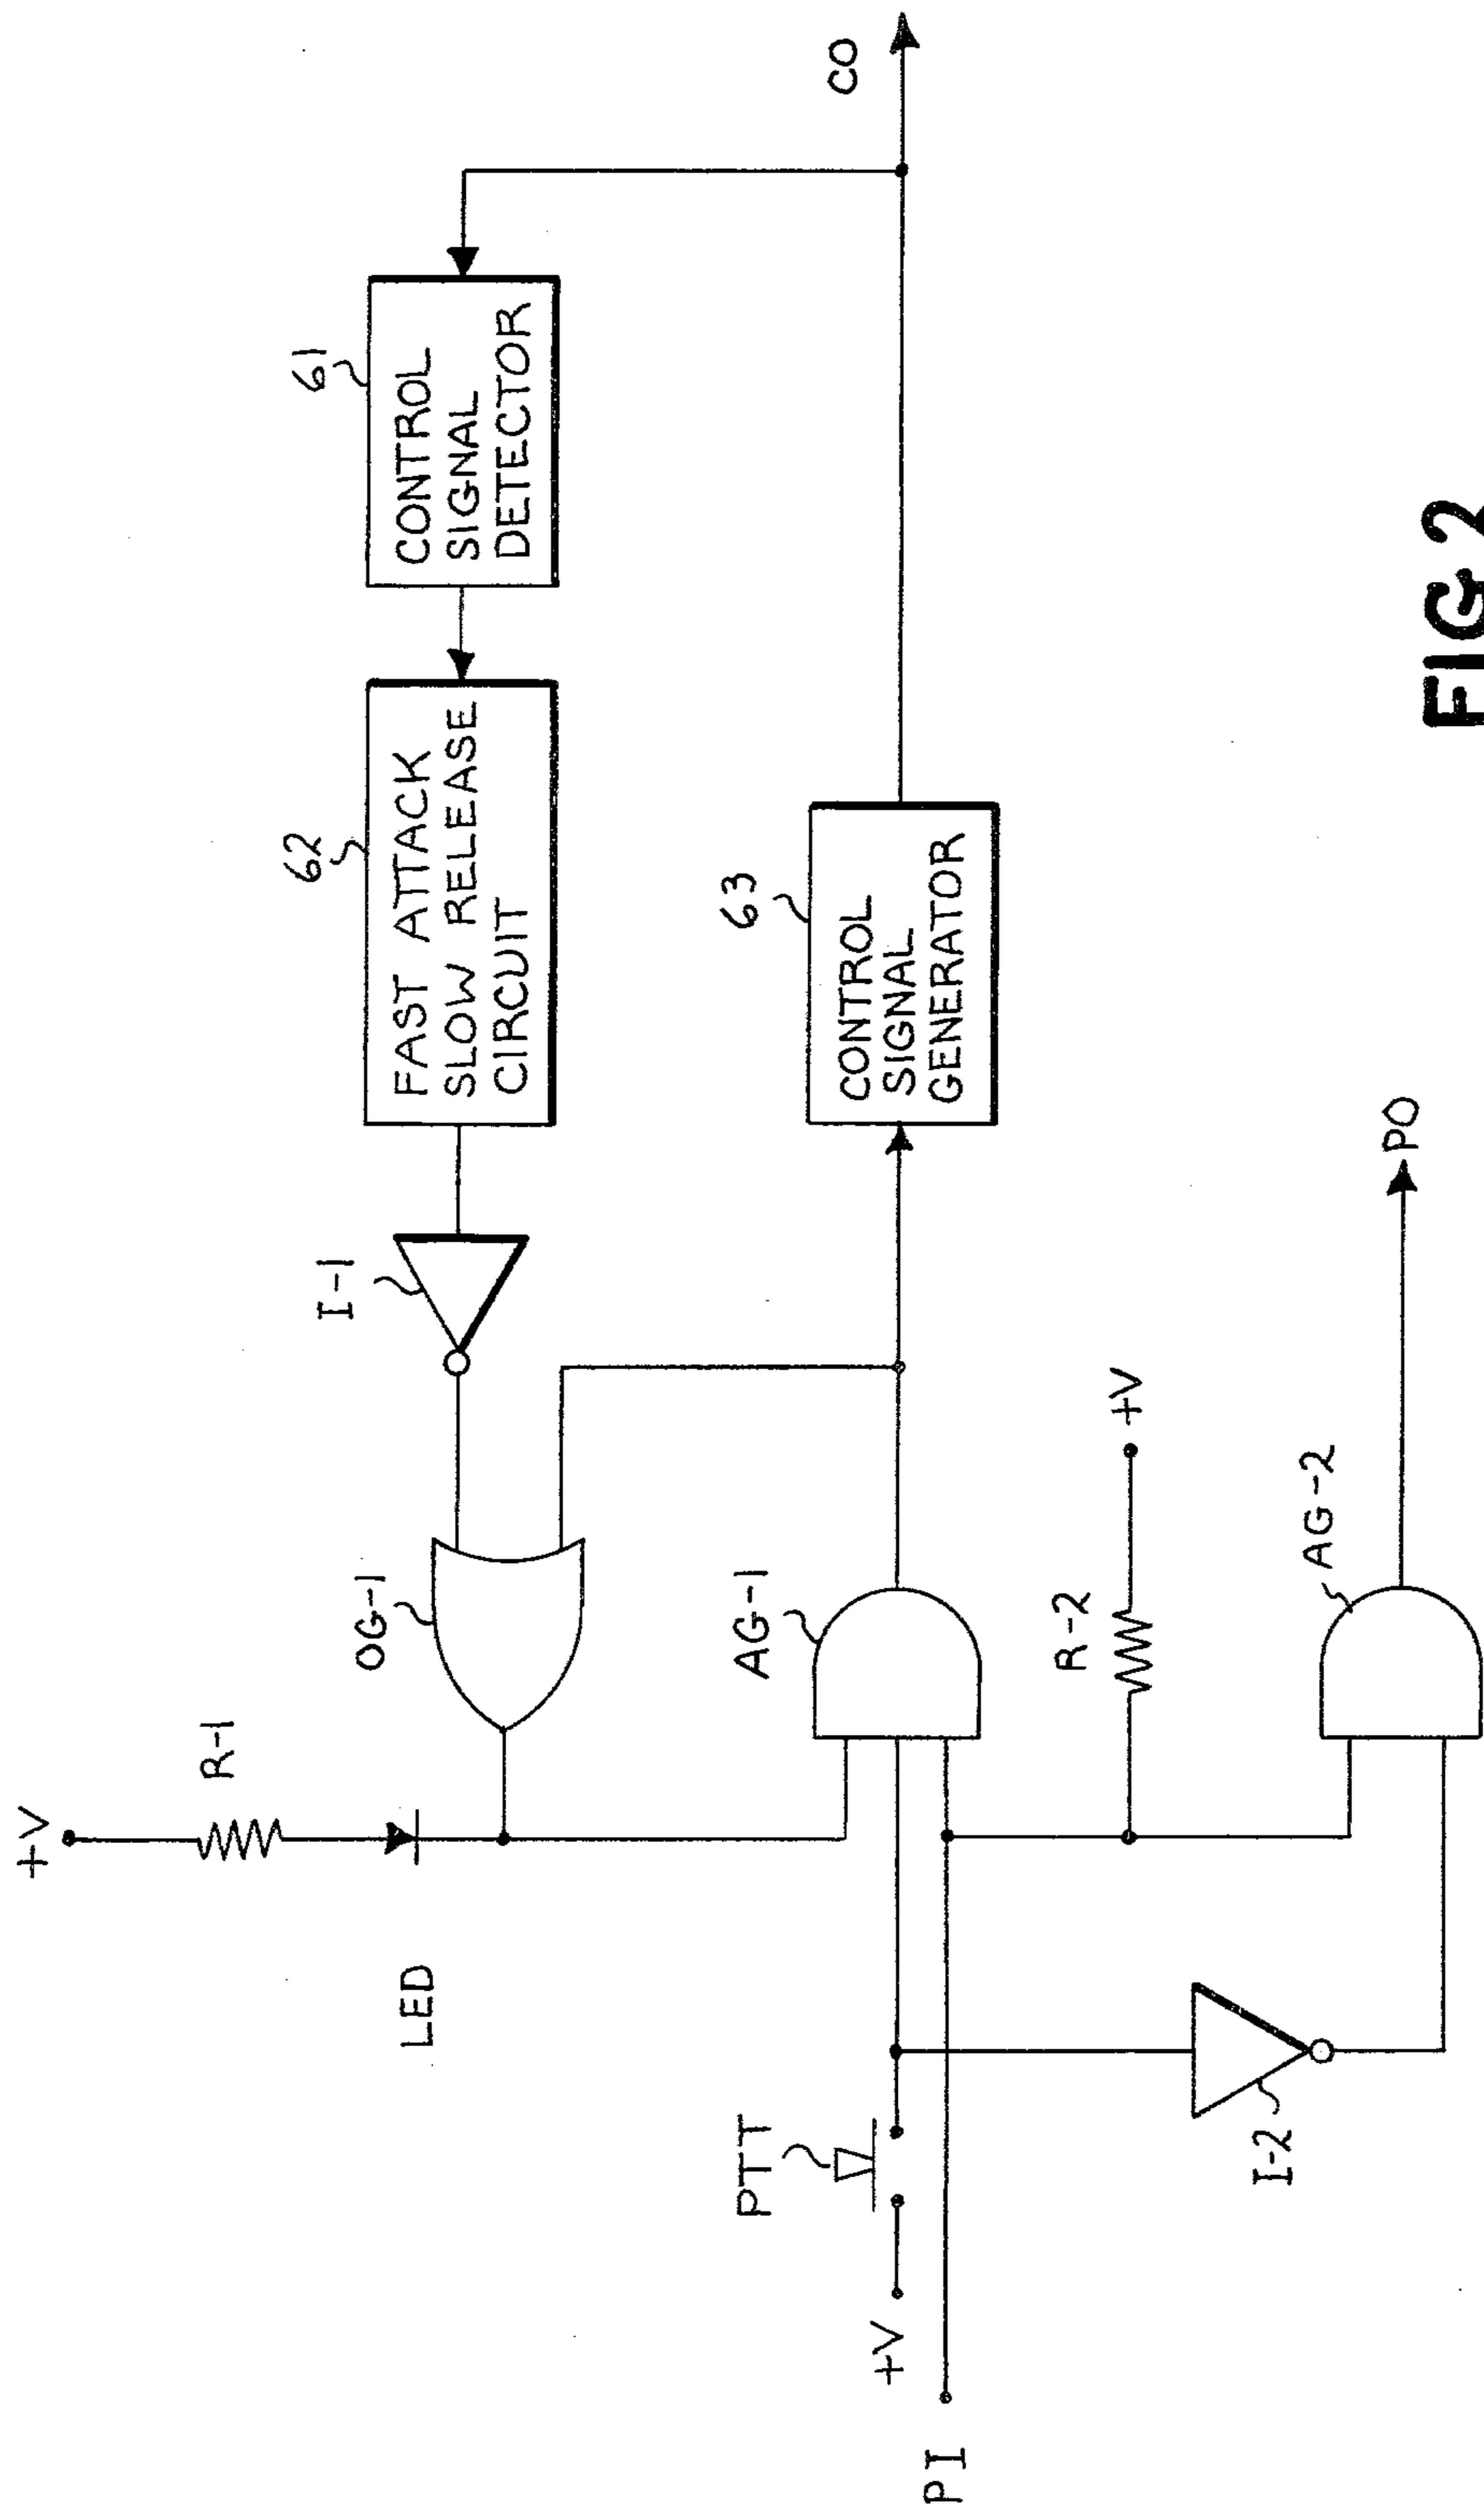 +V
R-1
LED
OG-1
I-1
62
FAST ATTACK
SLOW RELEASE
CIRCUIT
61
CONTROL
SIGNAL
DETECTOR
CO
PTT
+V
PI
AG-1
63
CONTROL
SIGNAL
GENERATOR
R-2
+V
I-2
AG-2
PO
FIG 2